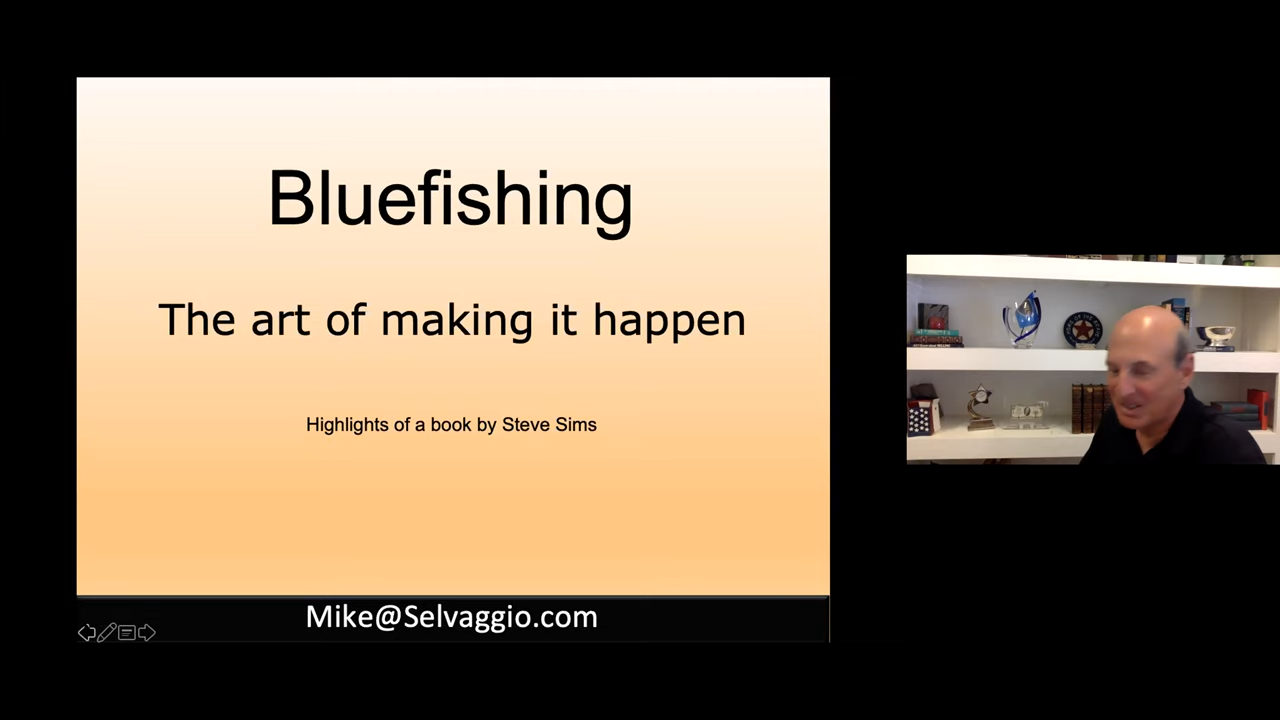 Bluefishing
The art of making it happen
Highlights of a book by Steve Sims
Mike@Selvaggio.com